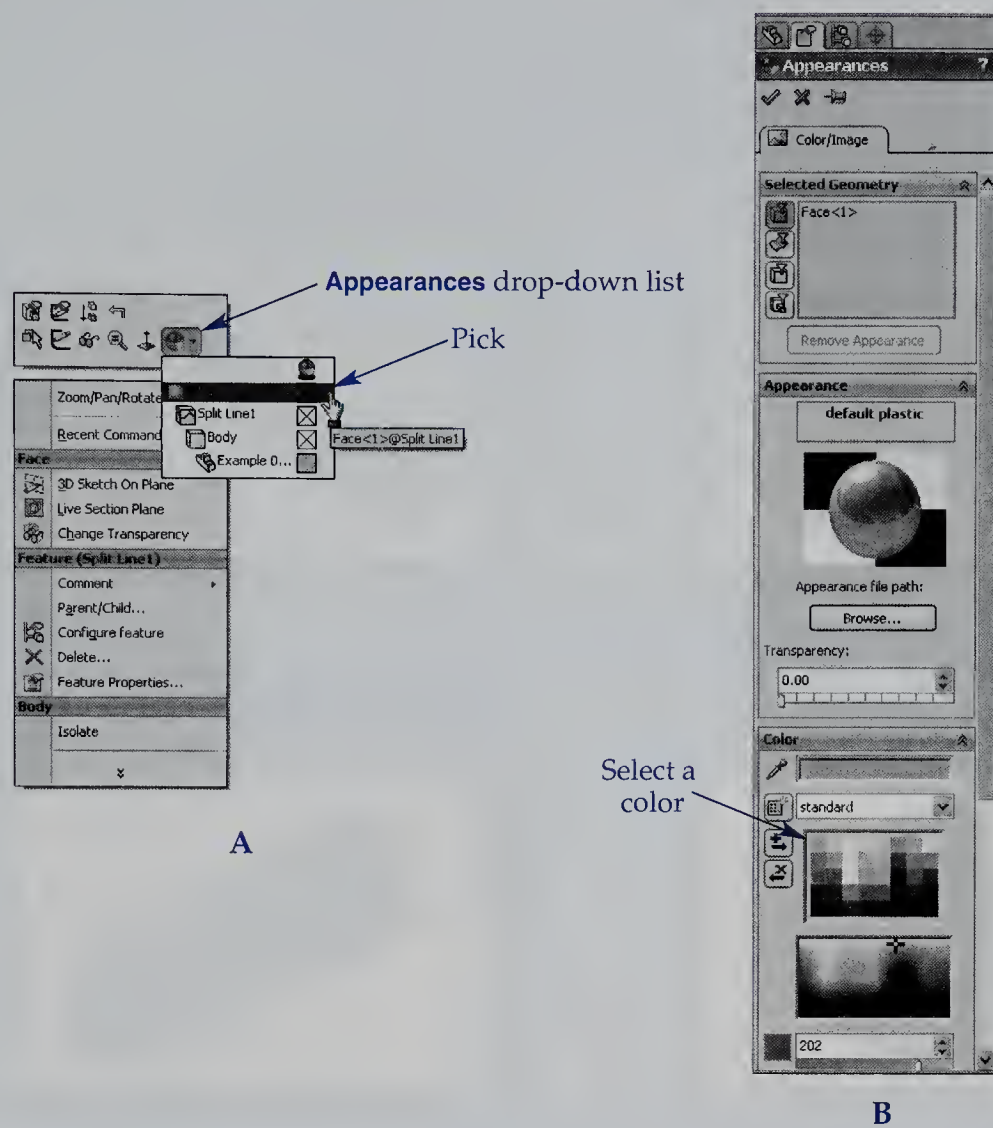 Appearances drop-down list
Pick
Zoom/Pan/Rotate
Recent Command
Split Line1
Body
Example 0...
Face<1>@Split Line1
Face
3D Sketch On Plane
Live Section Plane
Change Transparency
Feature (Split Line1)
Comment
Parent/Child...
Configure feature
Delete...
Feature Properties...
Body
Isolate
A
Appearances ?
Color/Image
Selected Geometry
Face<1>
Remove Appearance
Appearance
default plastic
Appearance file path:
Browse...
Transparency:
0.00
Color
Select a
color
standard
202
B